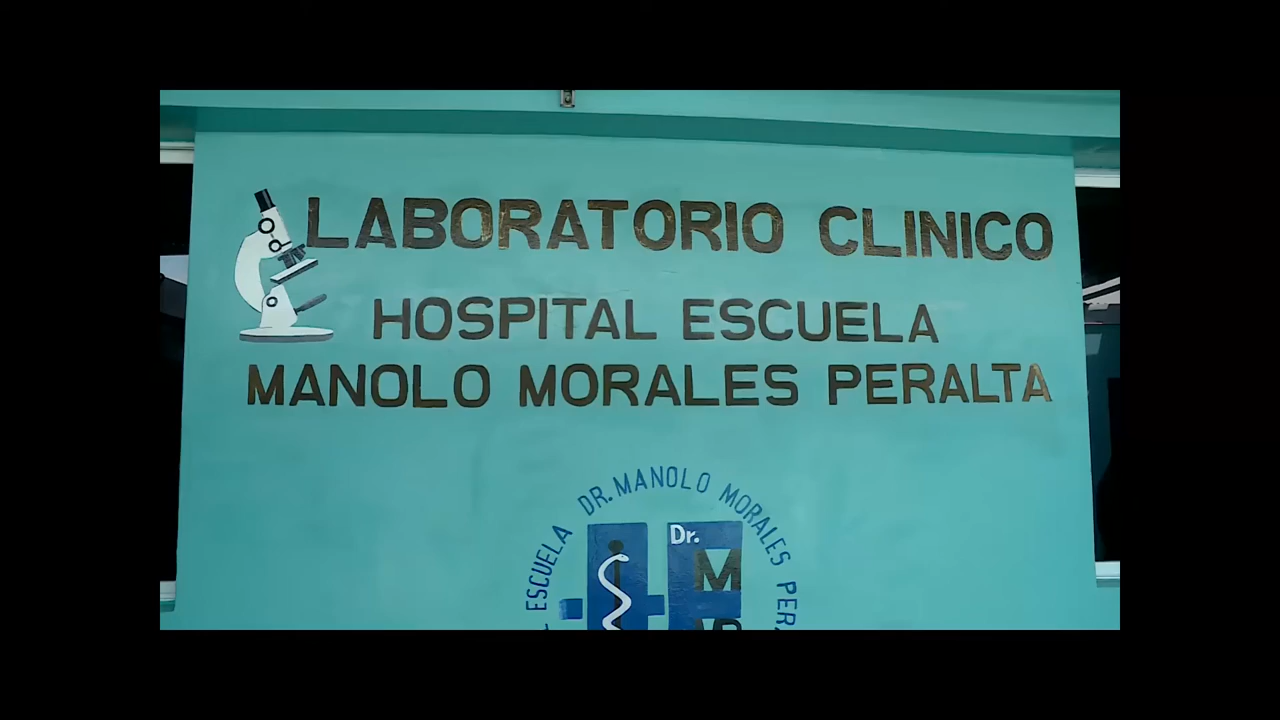 LABORATORIO CLINICO
HOSPITAL ESCUELA
MANOLO MORALES PERALTA
ESCUELA DR. MANOLO MORALES
Dr.
M